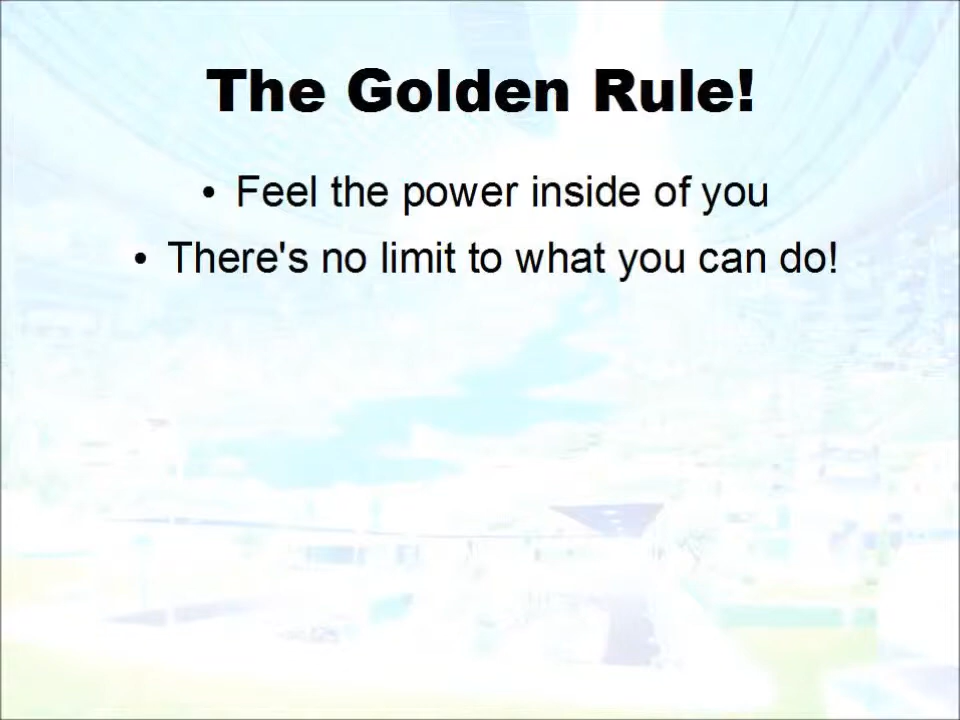 The Golden Rule!
• Feel the power inside of you
• There's no limit to what you can do!